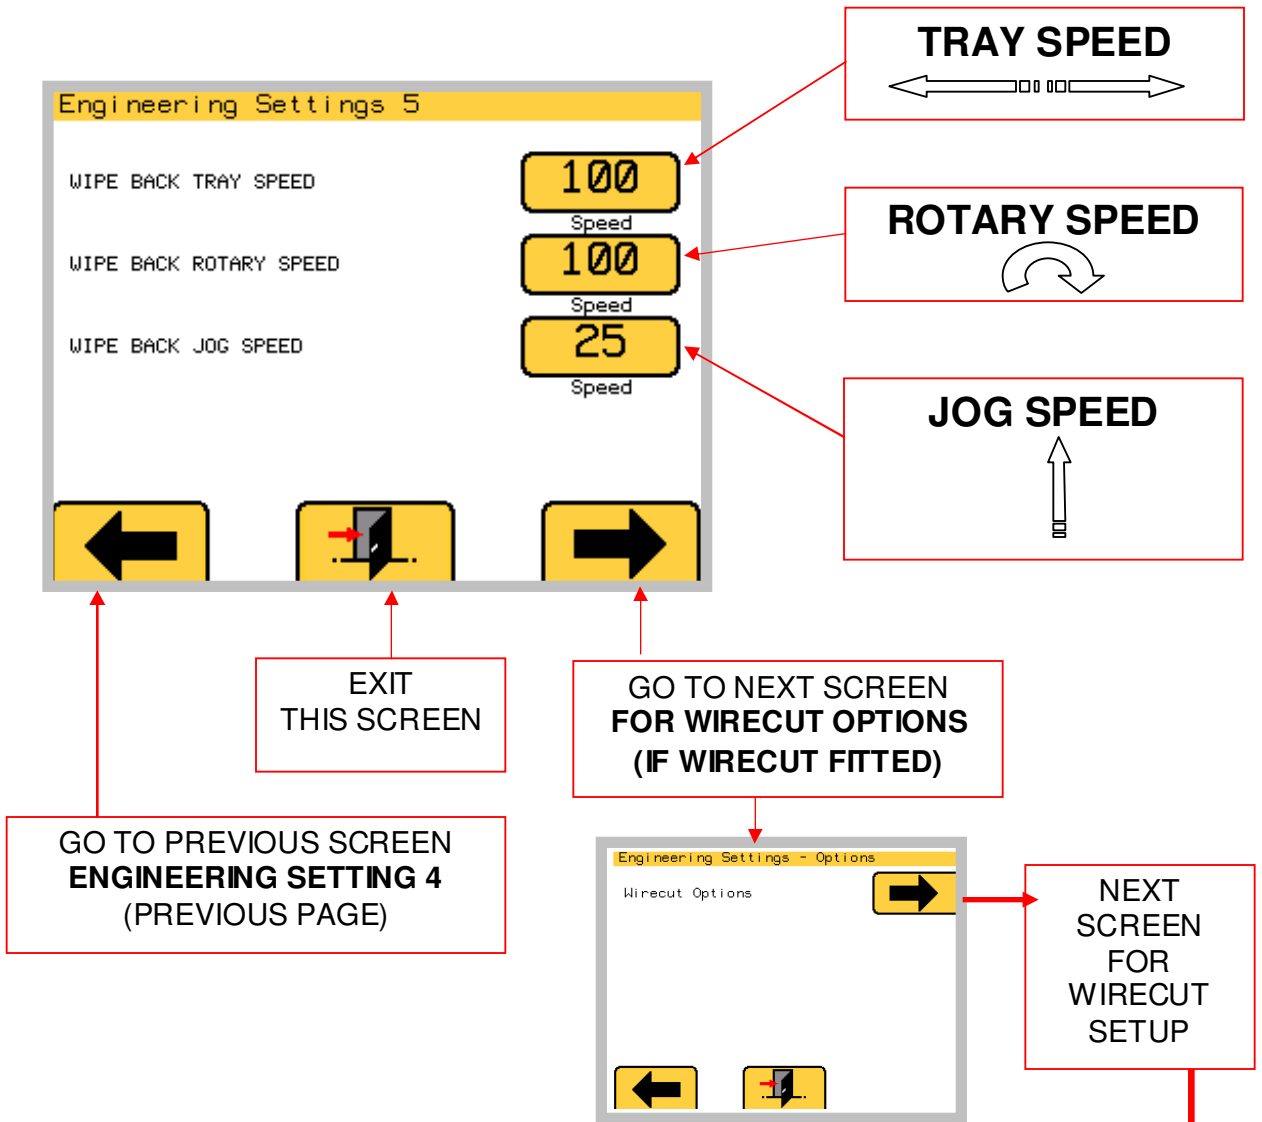 TRAY SPEED
Engineering Settings 5
WIPE BACK TRAY SPEED
100
Speed
ROTARY SPEED
WIPE BACK ROTARY SPEED
100
Speed
WIPE BACK JOG SPEED
25
Speed
JOG SPEED
EXIT
THIS SCREEN
GO TO NEXT SCREEN
FOR WIRECUT OPTIONS
(IF WIRECUT FITTED)
GO TO PREVIOUS SCREEN
ENGINEERING SETTING 4
(PREVIOUS PAGE)
Engineering Settings - Options
Wirecut Options
NEXT
SCREEN
FOR
WIRECUT
SETUP